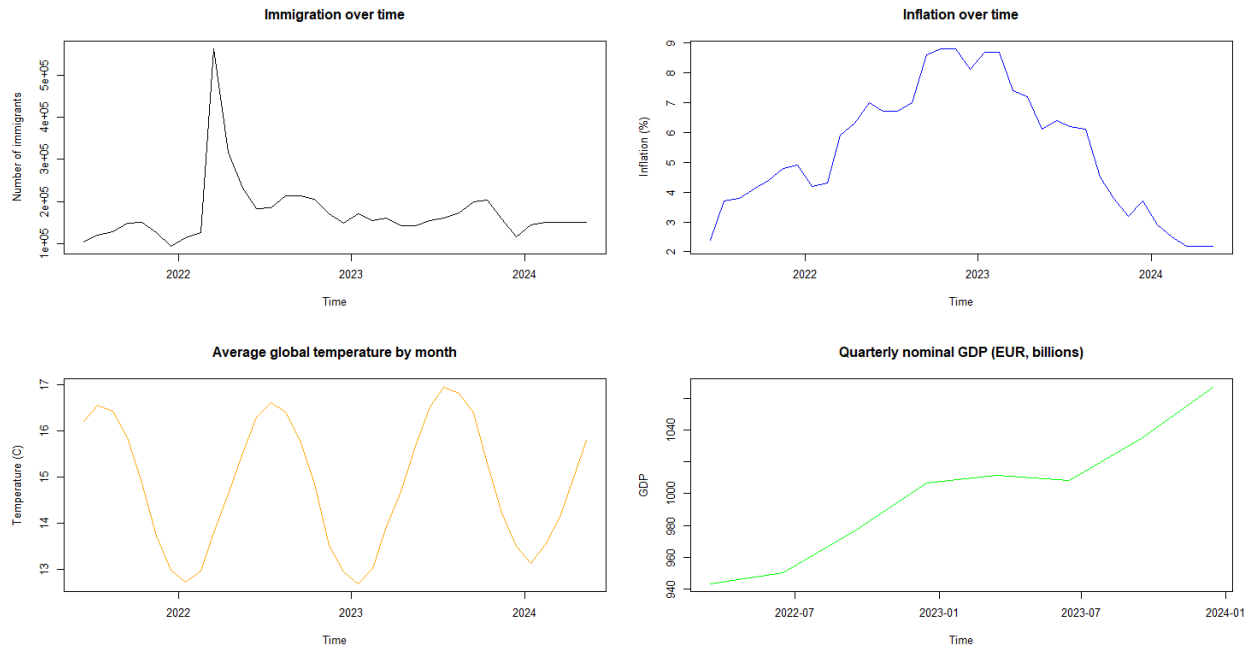 Immigration over time
Number of immigrants
1e+05
2e+05
3e+05
4e+05
5e+05
2022
2023
2024
Time
Inflation over time
Inflation (%)
2
3
4
5
6
7
8
9
2022
2023
2024
Time
Average global temperature by month
Temperature (C)
13
14
15
16
17
2022
2023
2024
Time
Quarterly nominal GDP (EUR, billions)
GDP
940
960
980
1000
1040
2022-07
2023-01
2023-07
2024-01
Time